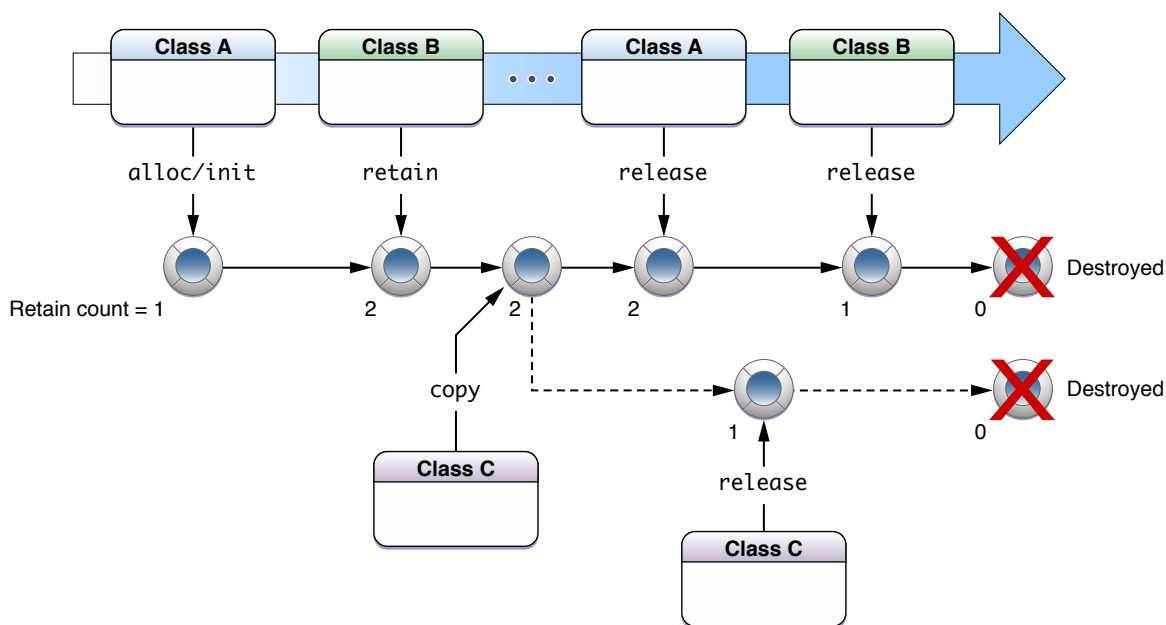 Class A
Class B
Class A
Class B
alloc/init
retain
release
release
Destroyed
Retain count = 1
2
2
2
1
0
copy
Destroyed
1
0
Class C
release
Class C